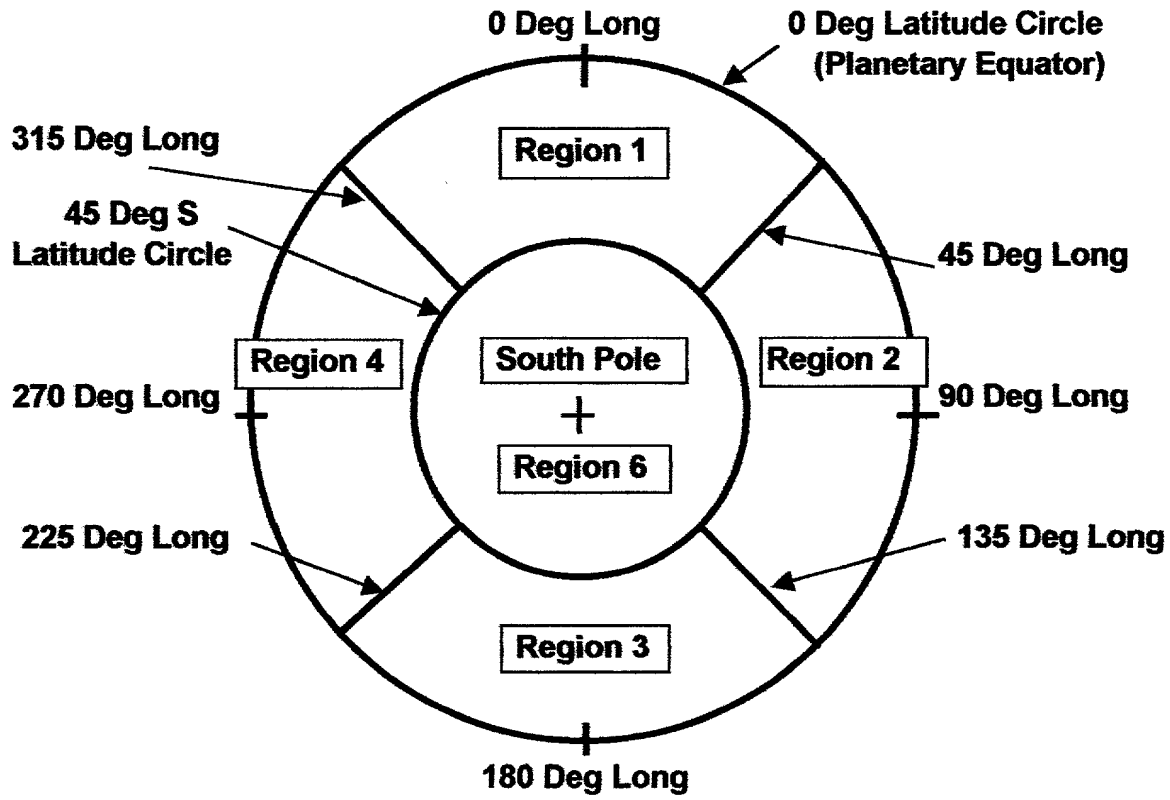 0 Deg Long
0 Deg Latitude Circle
(Planetary Equator)
315 Deg Long
Region 1
45 Deg S
Latitude Circle
45 Deg Long
Region 4
South Pole
Region 2
270 Deg Long
90 Deg Long
Region 6
225 Deg Long
135 Deg Long
Region 3
180 Deg Long